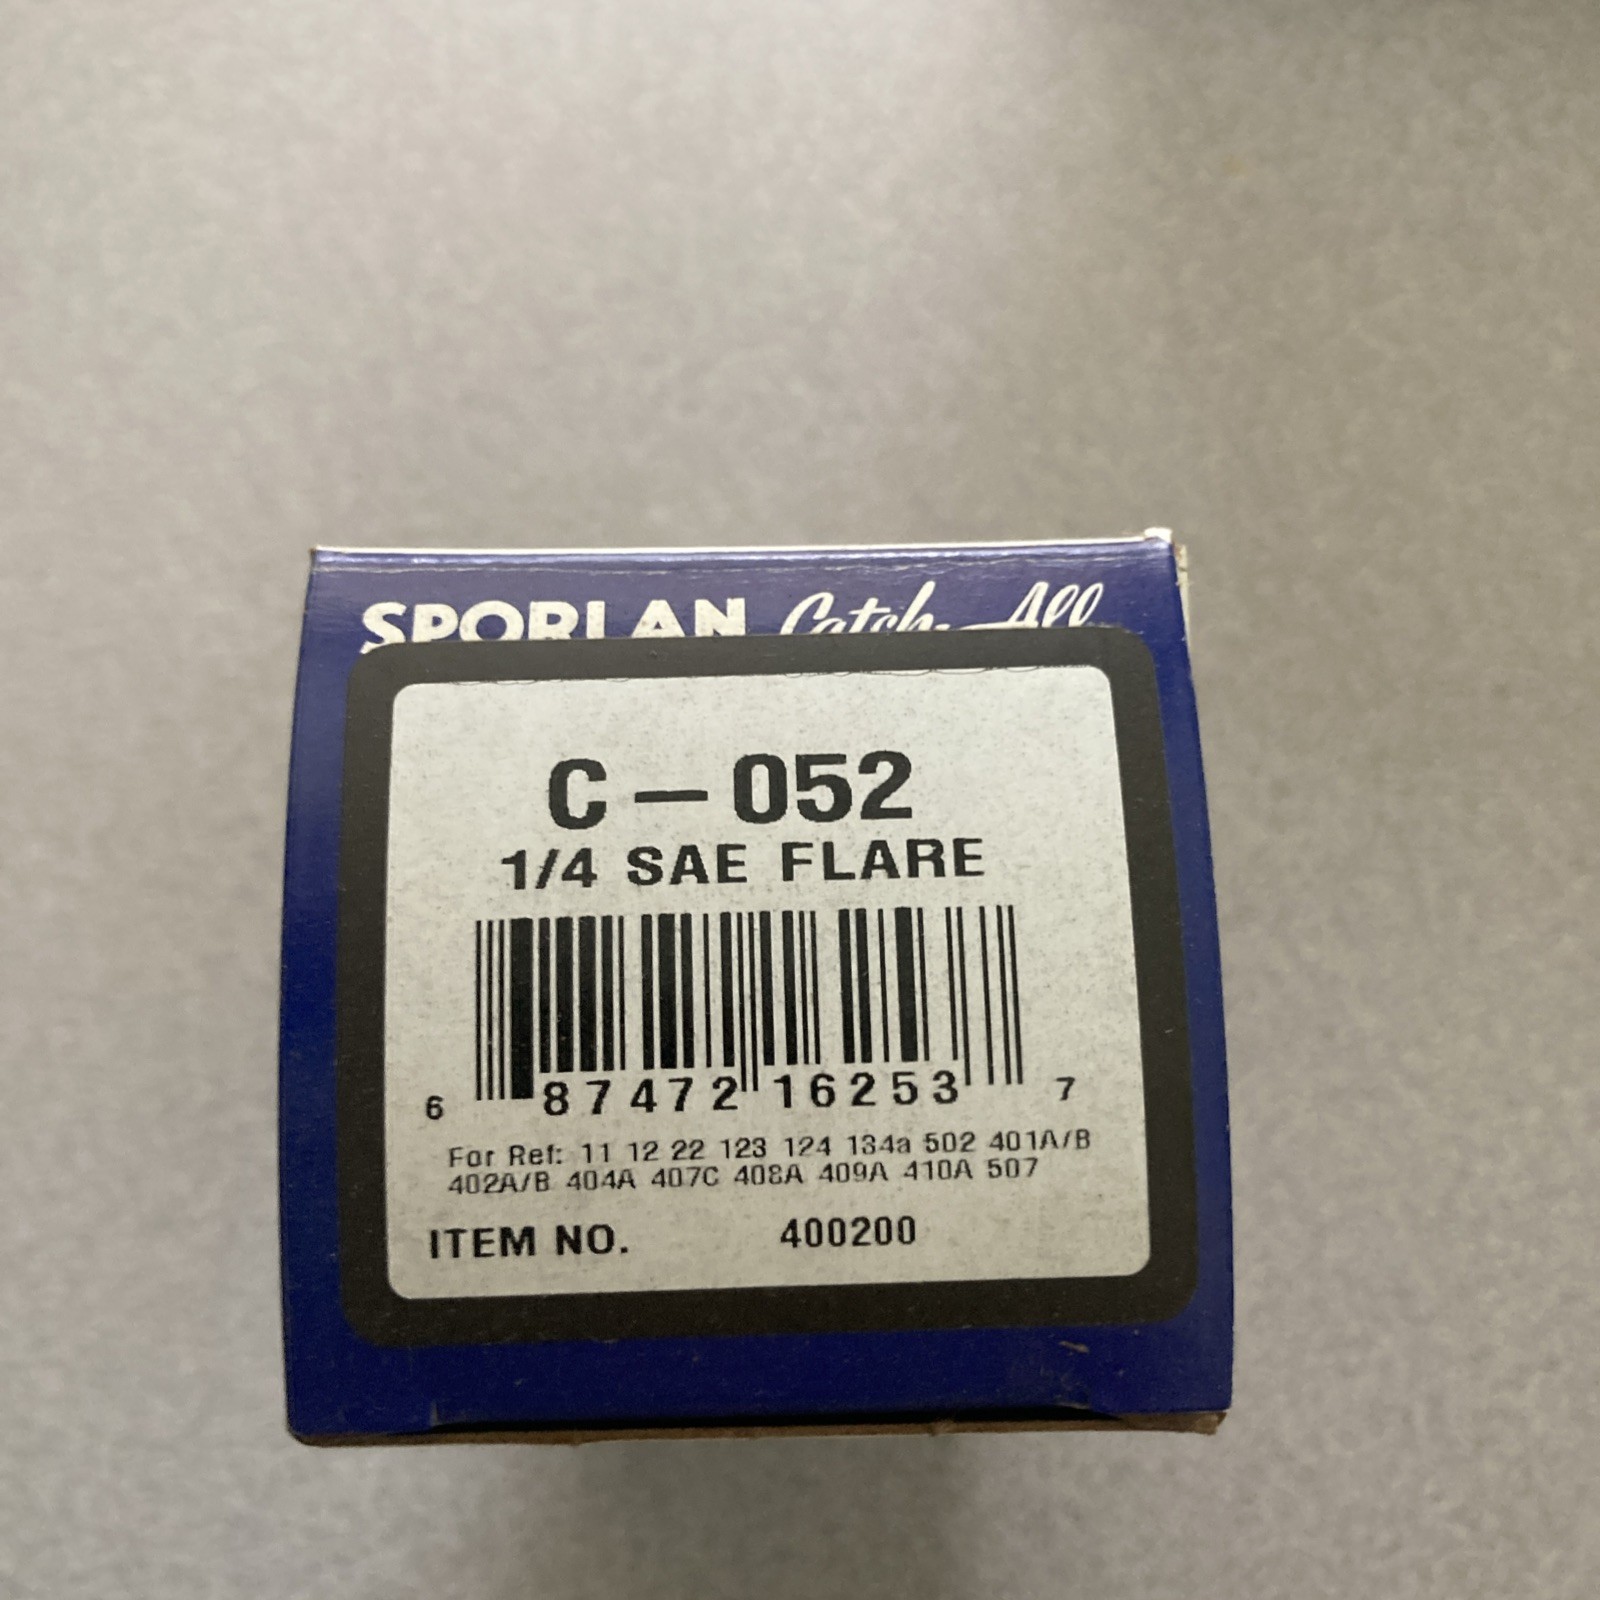 SPORLAN Catch-All
C-052
1/4 SAE FLARE
6 87472 16253 7
For Ref: 11 12 22 123 124 134a 502 401A/B
402A/B 404A 407C 408A 409A 410A 507
ITEM NO. 400200